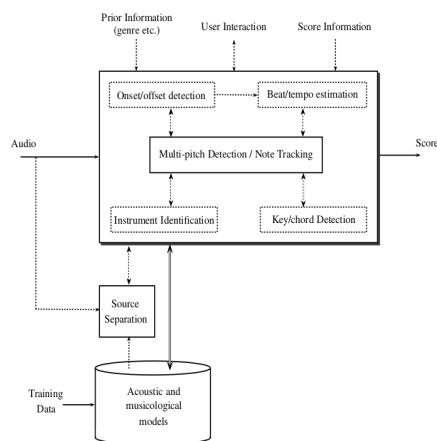 Prior Information
(genre etc.)
User Interaction
Score Information
Onset/offset detection
Beat/tempo estimation
Audio
Multi-pitch Detection / Note Tracking
Score
Instrument Identification
Key/chord Detection
Source
Separation
Training
Data
Acoustic and
musicological
models